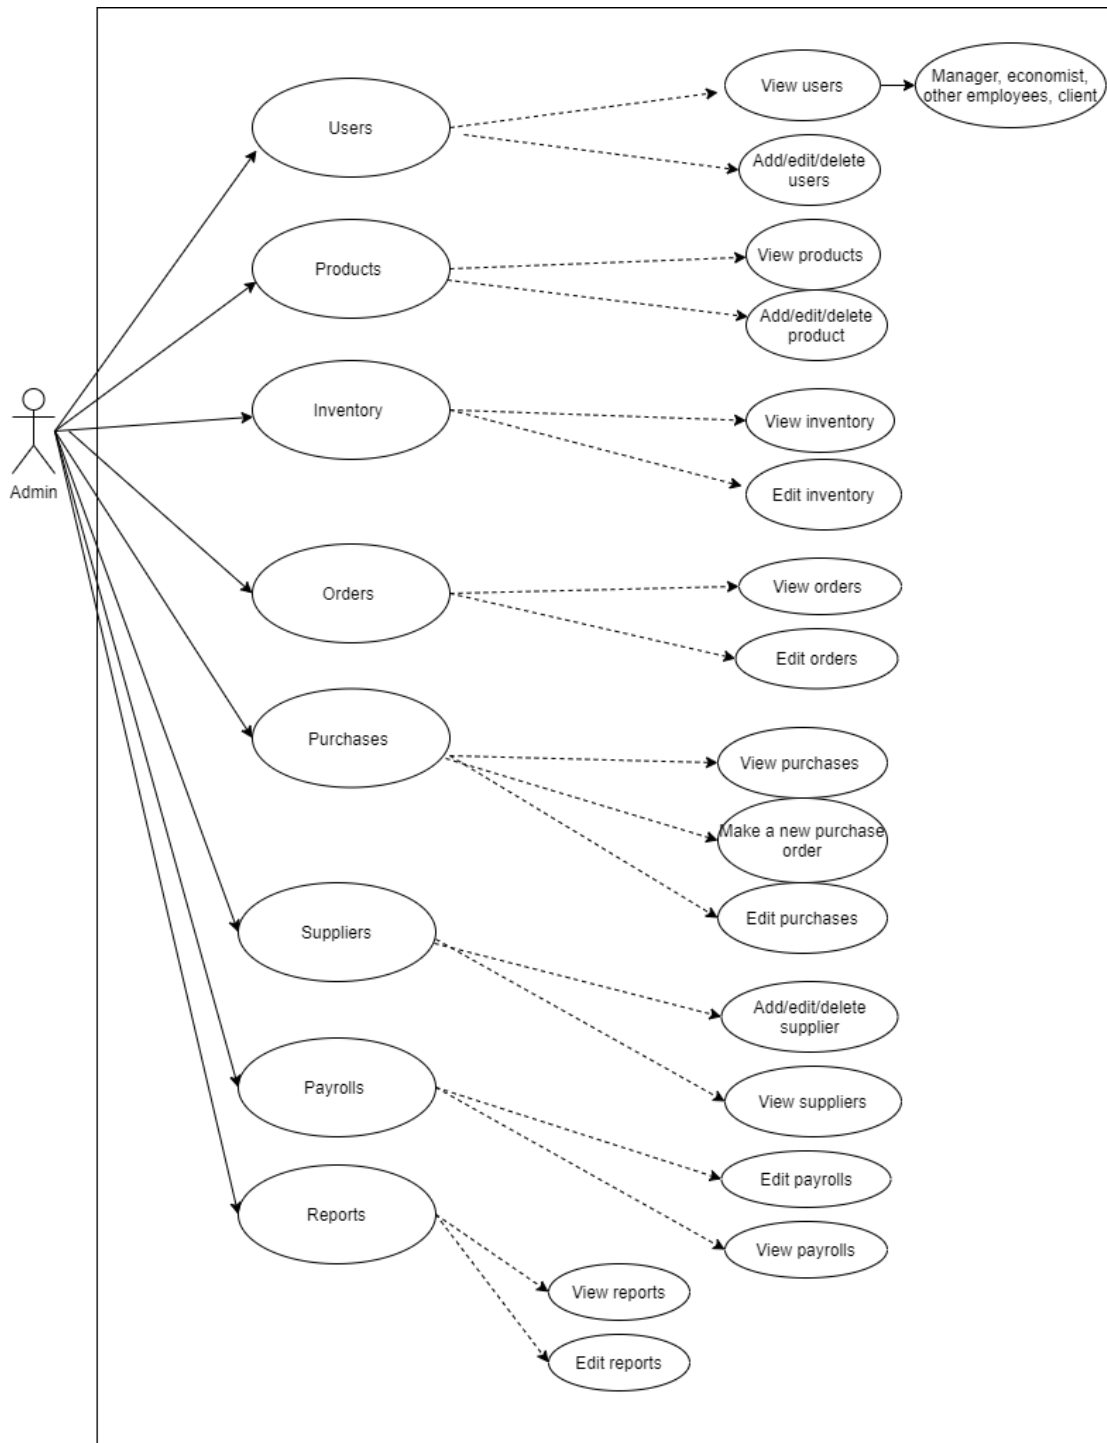 View users
Manager, economist,
other employees, client
Users
Add/edit/delete
users
Products
View products
Add/edit/delete
product
Inventory
View inventory
Edit inventory
Admin
Orders
View orders
Edit orders
Purchases
View purchases
Make a new purchase
order
Edit purchases
Suppliers
Add/edit/delete
supplier
View suppliers
Payrolls
Edit payrolls
View payrolls
Reports
View reports
Edit reports